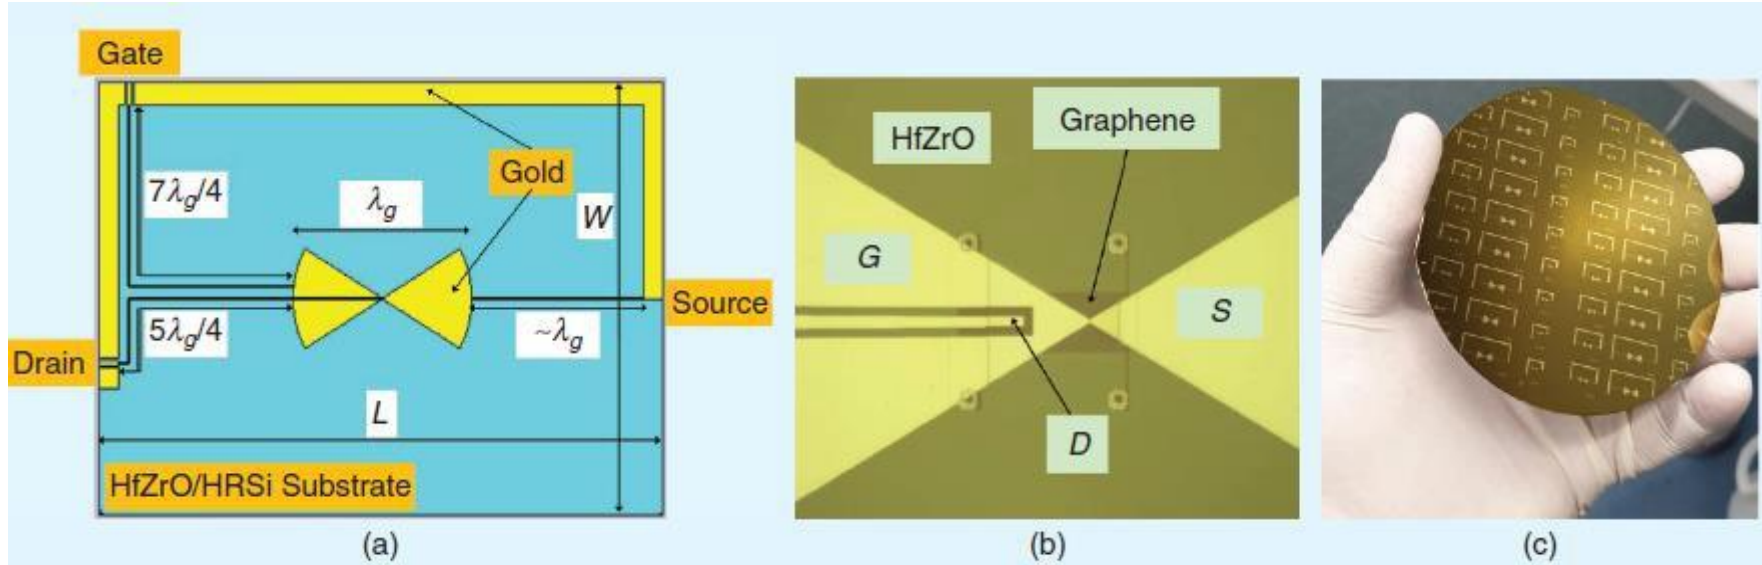 Gate
7λg/4
λg
Gold
W
Source
5λg/4
~λg
Drain
L
HfZrO/HRSi Substrate
(a)
HfZrO
Graphene
G
S
D
(b)
(c)